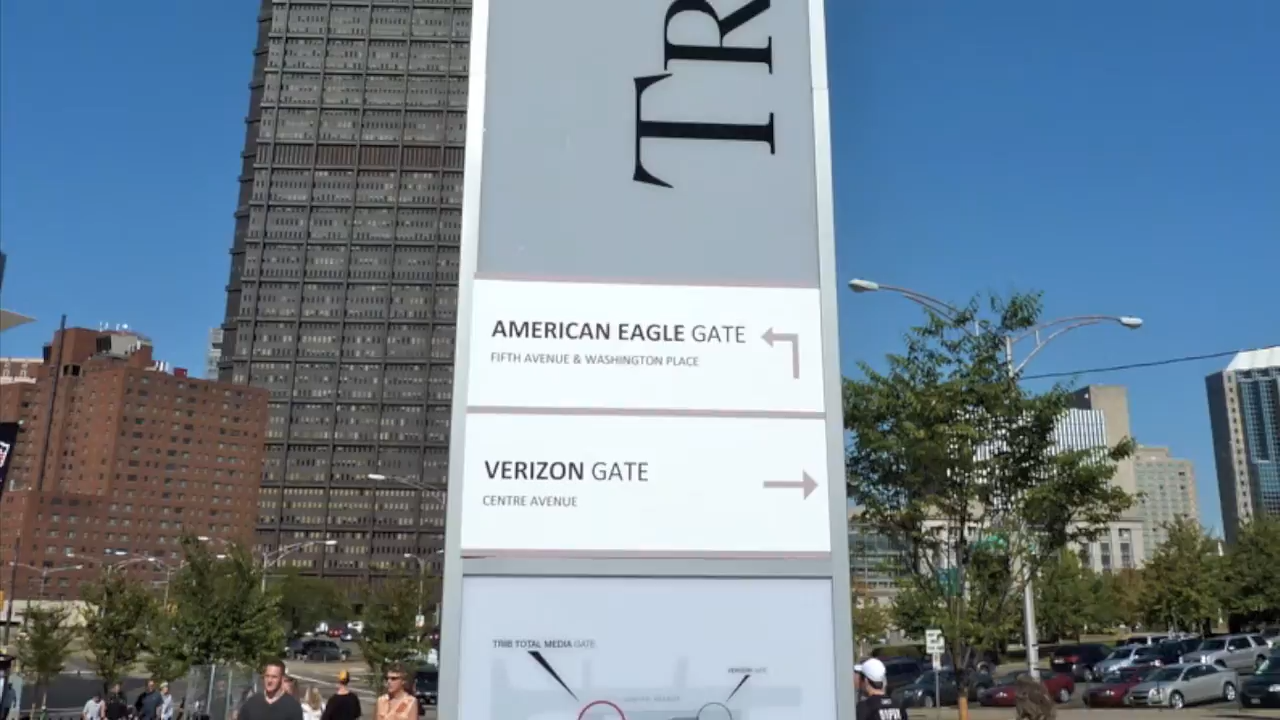 TR
AMERICAN EAGLE GATE
FIFTH AVENUE & WASHINGTON PLACE
VERIZON GATE
CENTRE AVENUE
TRIB TOTAL MEDIA GATE
VERIZON GATE